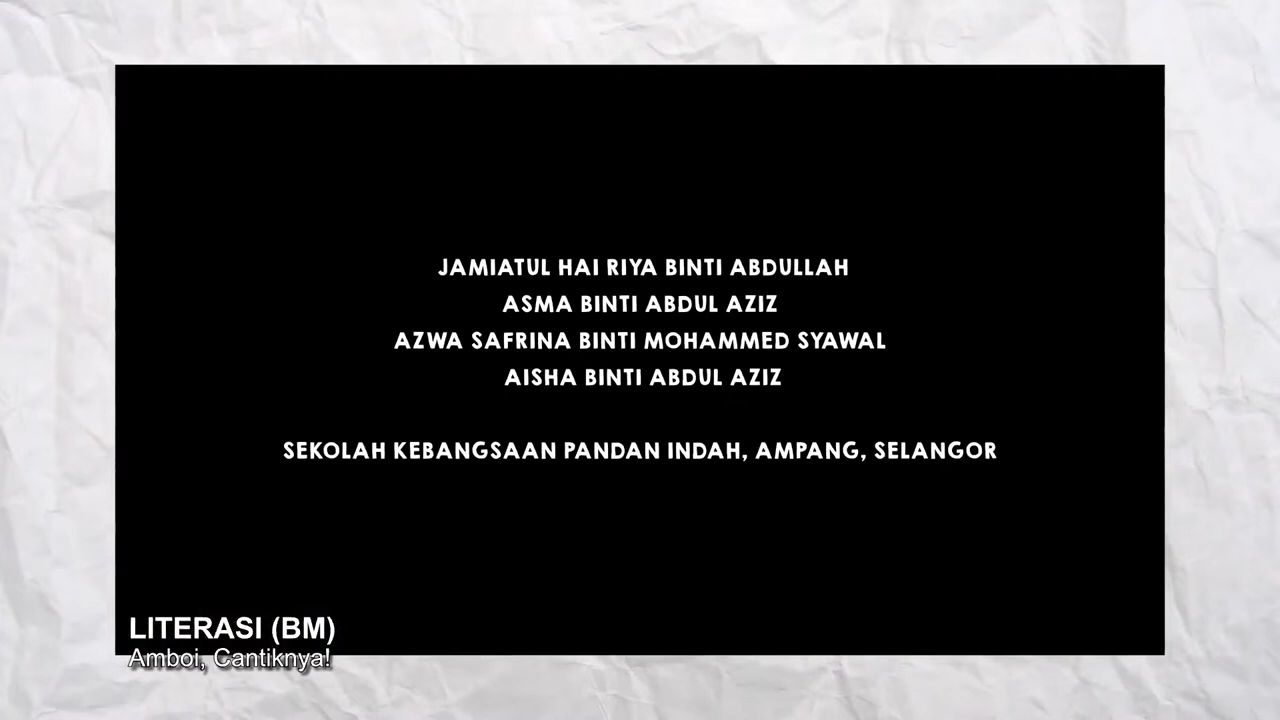 JAMIATUL HAI RIYA BINTI ABDULLAH
ASMA BINTI ABDUL AZIZ
AZWA SAFRINA BINTI MOHAMMED SYAWAL
AISHA BINTI ABDUL AZIZ
SEKOLAH KEBANGSAAN PANDAN INDAH, AMPANG, SELANGOR
LITERASI (BM)
Amboi, Cantiknya!